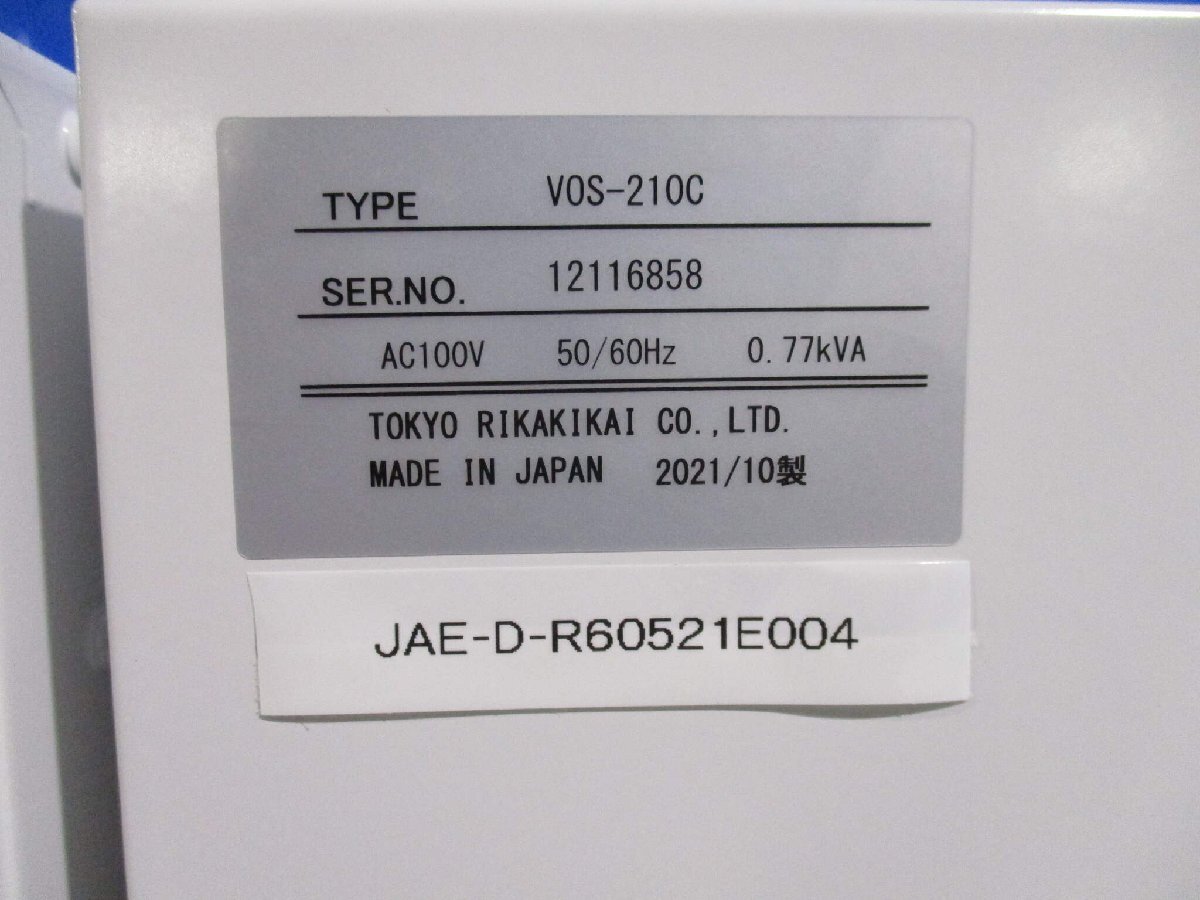 TYPE VOS-210C
SER.NO. 12116858
AC100V 50/60Hz 0.77kVA
TOKYO RIKAKIKAI CO.,LTD.
MADE IN JAPAN 2021/10製
JAE-D-R60521E004